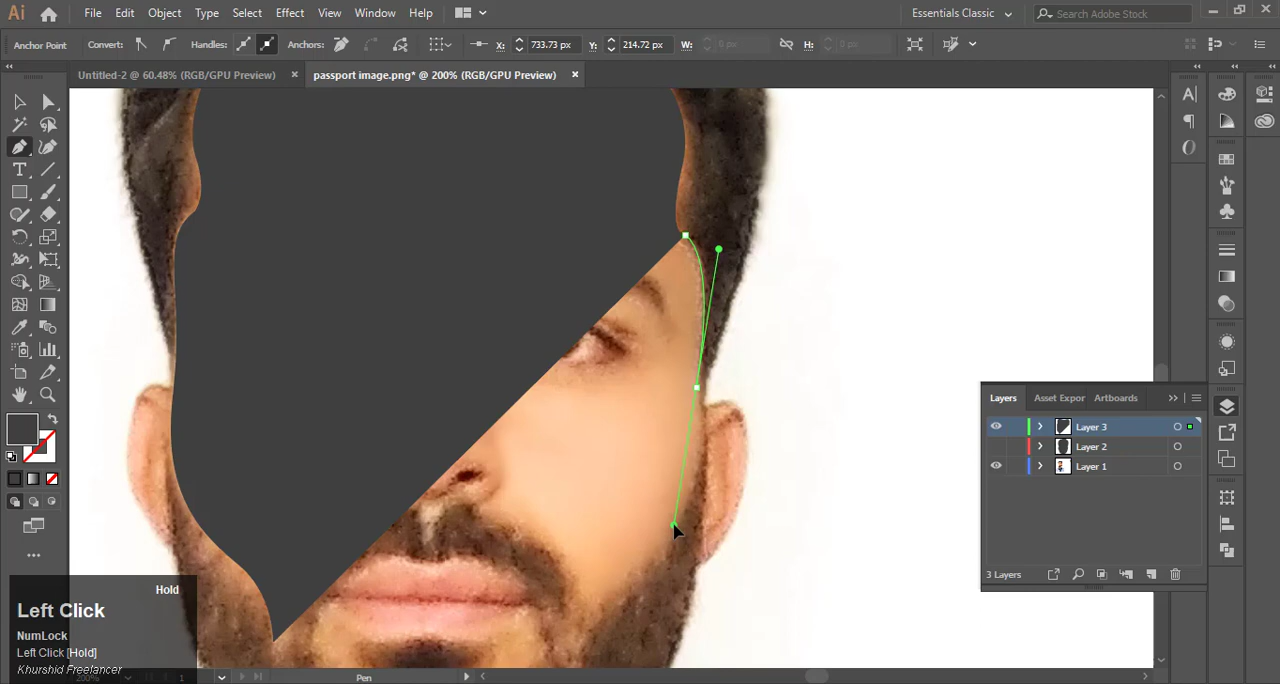 Ai File Edit Object Type Select Effect View Window Help Essentials Classic Search Adobe Stock
Anchor Point Convert: Handles: Anchors: X: 733.73 px Y: 214.72 px W: 0 px H: 0 px
Untitled-2 @ 60.48% (RGB/GPU Preview) × passport image.png* @ 200% (RGB/GPU Preview) ×
Layers Asset Expor Artboards
Layer 3
Layer 2
Layer 1
3 Layers
Hold
Left Click
NumLock
Left Click [Hold]
Khurshid Freelancer
200% 1 Pen